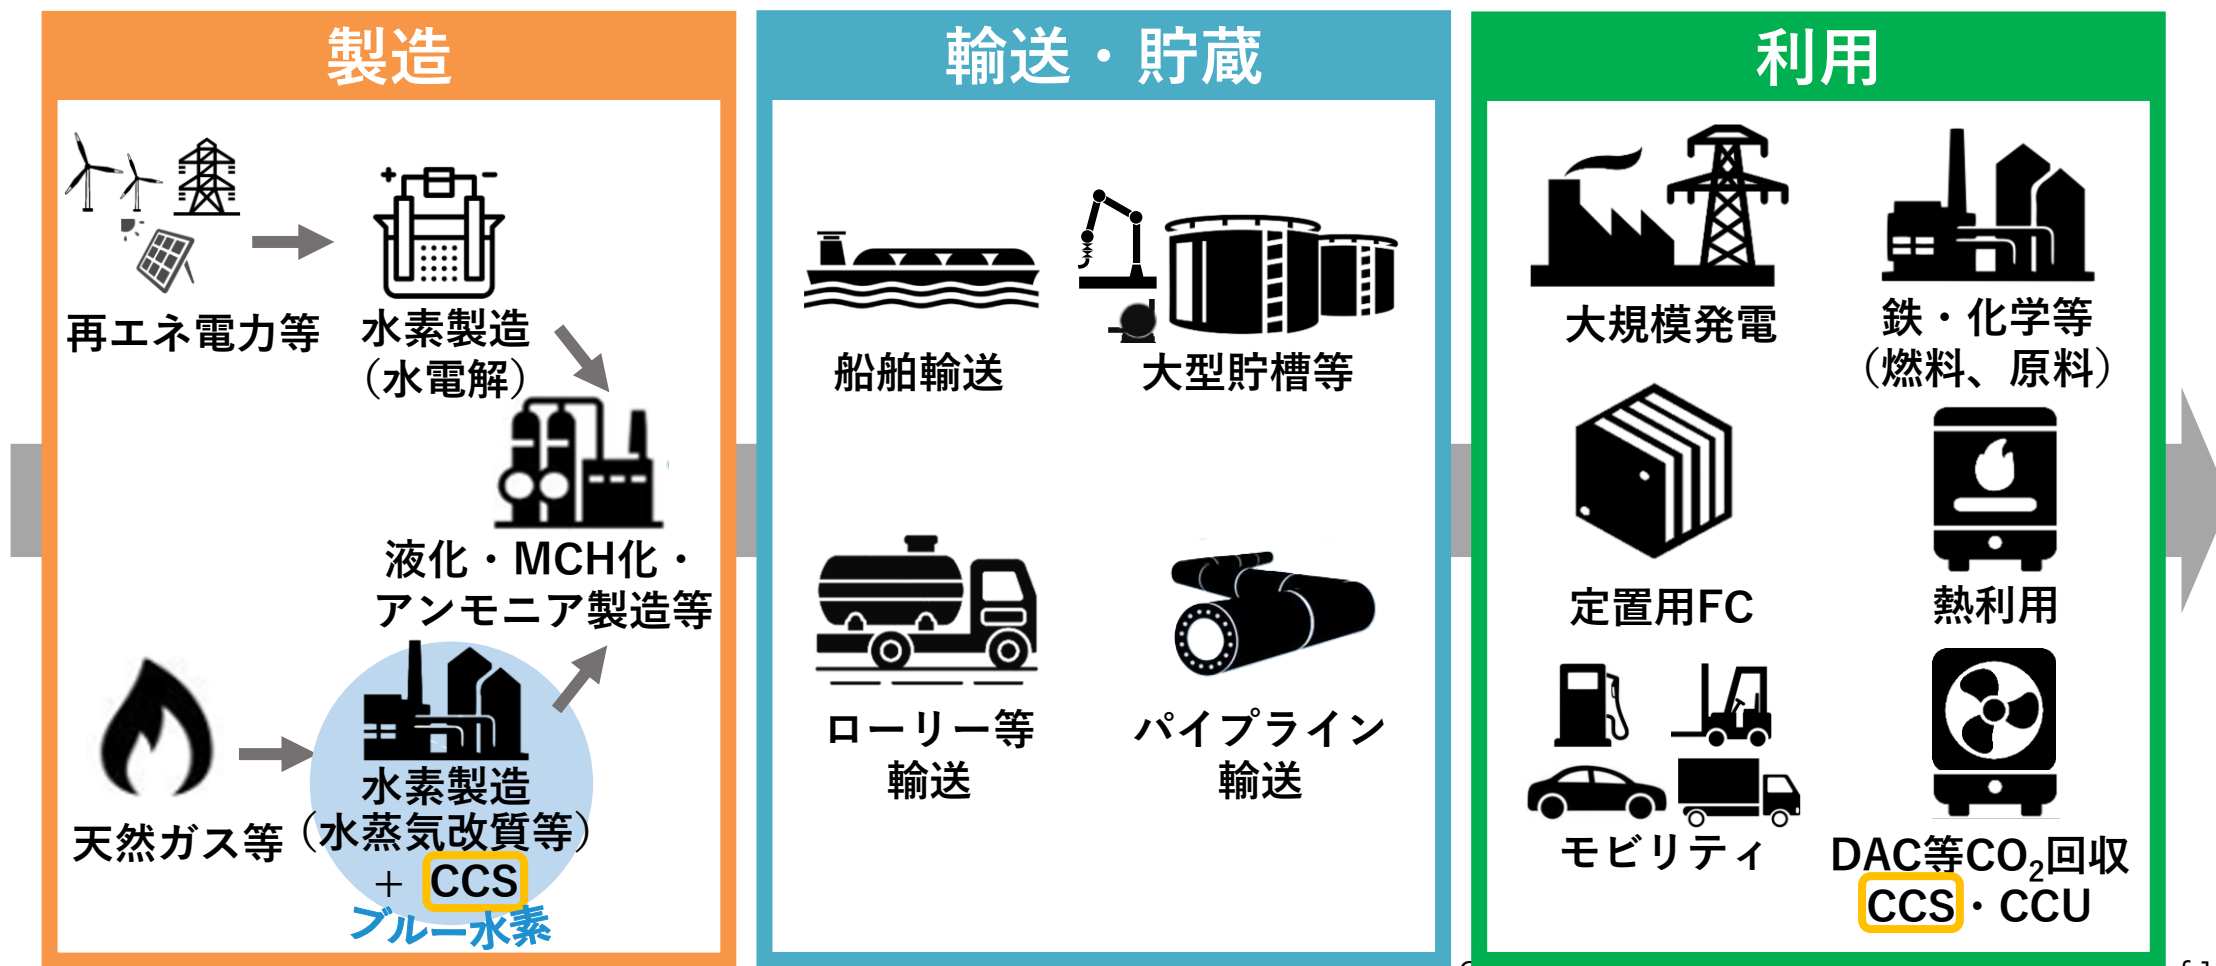 製造
再エネ電力等
水素製造
（水電解）
液化・MCH化・
アンモニア製造等
天然ガス等
水素製造
（水蒸気改質等）
+ CCS
ブルー水素
輸送・貯蔵
船舶輸送
大型貯槽等
ローリー等
輸送
パイプライン
輸送
利用
大規模発電
鉄・化学等
（燃料、原料）
定置用FC
熱利用
モビリティ
DAC等CO₂回収
CCS・CCU